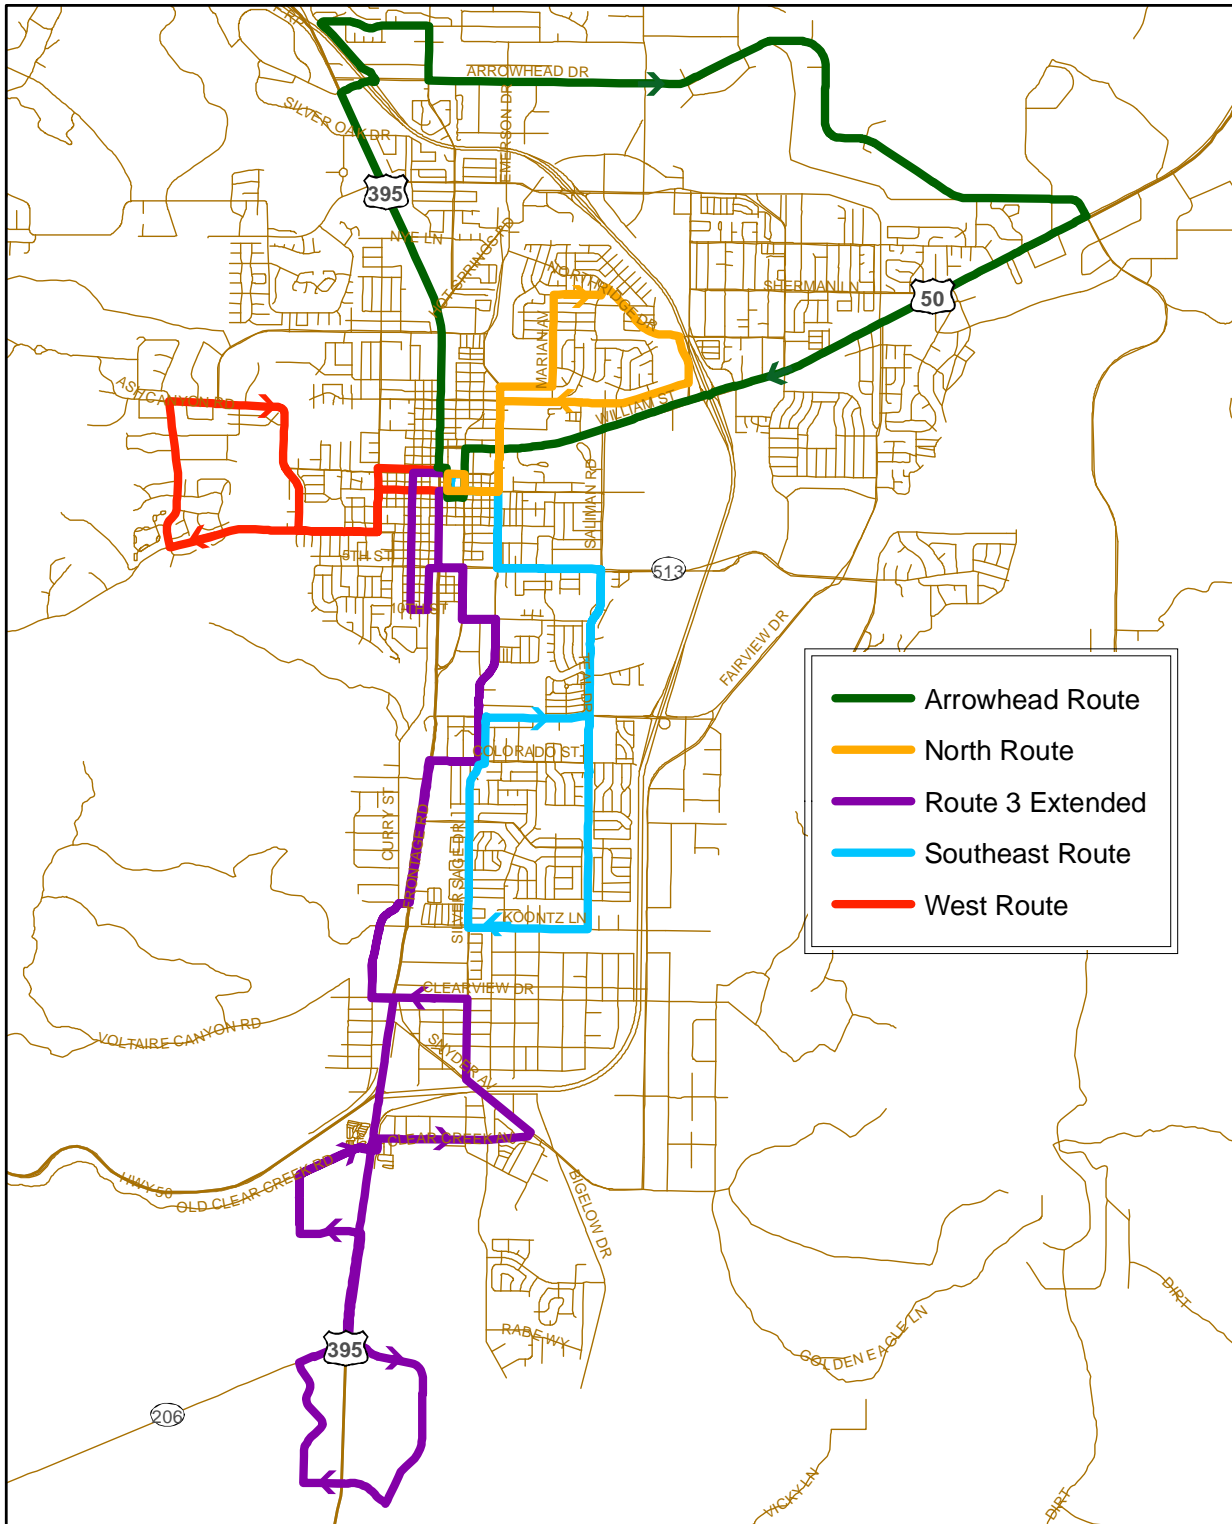 ARROWHEAD DR
SILVER OAK DR
EMERSON DR
395
NYE LN
HOT SPRINGS RD
NORTHRIDGE DR
SHERMAN LN
50
MARIAN AV
ASH CANYON RD
WILLIAM ST
SALIMAN RD
5TH ST
513
10TH ST
FAIRVIEW DR
Arrowhead Route
North Route
Route 3 Extended
Southeast Route
West Route
COLORADO ST
CURRY ST
FRONTAGE RD
SILVER SAGE DR
KOONTZ LN
CLEARVIEW DR
VOLTAIRE CANYON RD
SNYDER AV
CLEAR CREEK AV
HWY 50
OLD CLEAR CREEK RD
BIGELOW DR
DIRT
RABE WY
GOLDEN EAGLE LN
395
206
VICKY LN
DIRT